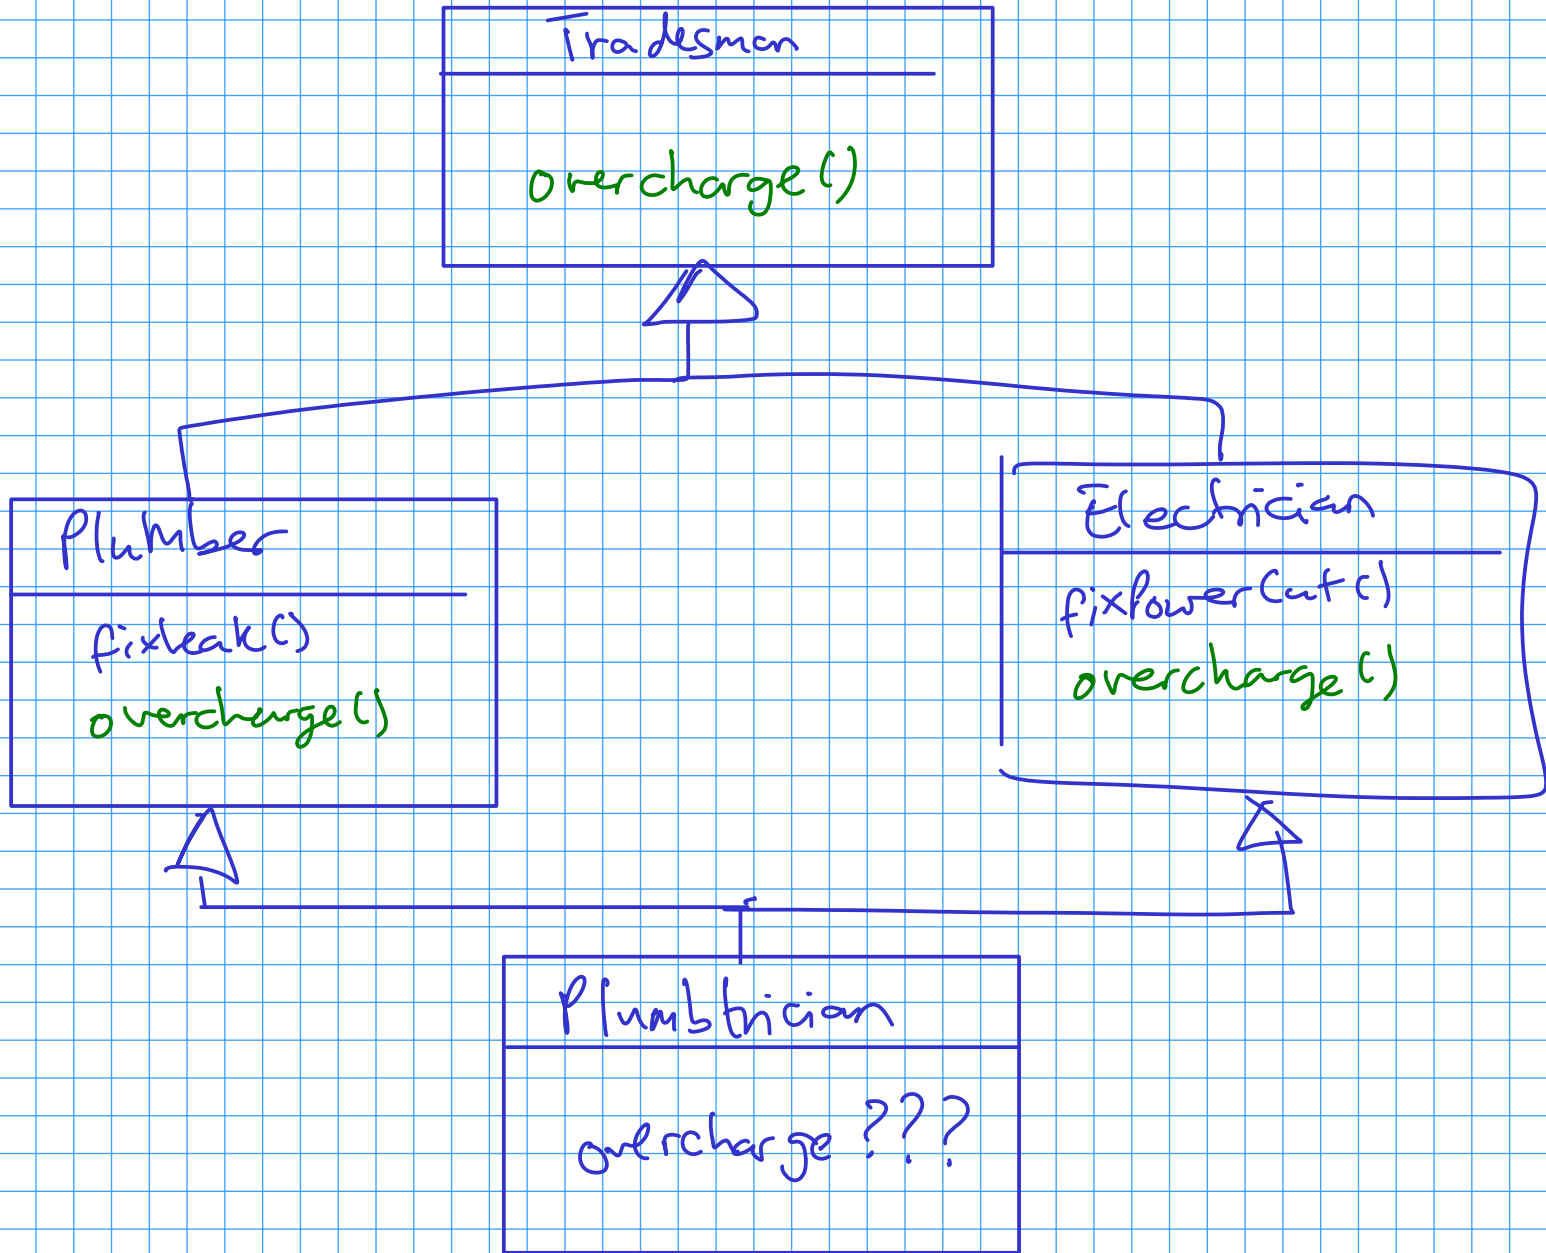 Tradesman
overcharge()
Plumber
fixLeak()
overcharge()
Electrician
fixPowerCut()
overcharge()
Plumbtrician
overcharge???